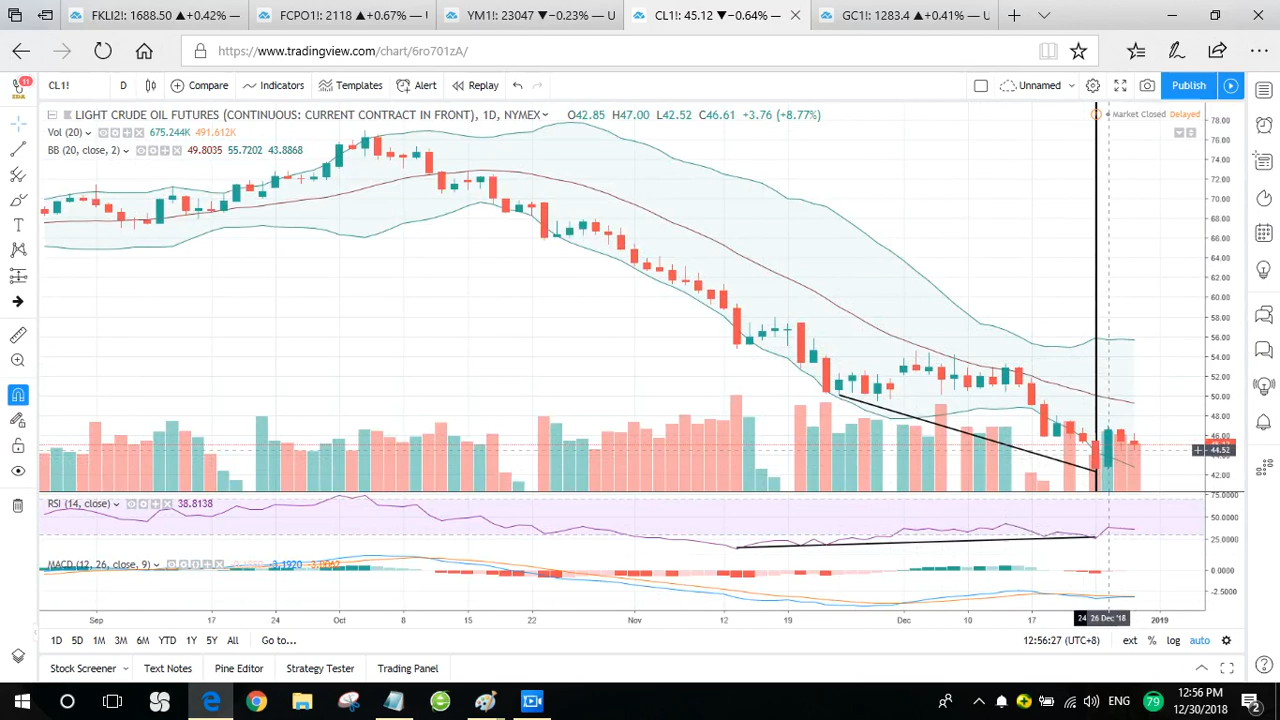 FKLI2!: 1688.50 ▲+0.42% —
FCPO1!: 2118 ▲+0.67% — U
YM1!: 23047 ▼−0.23% — U
CL1!: 45.12 ▼−0.64% —
GC1!: 1283.4 ▲+0.41% — U
https://www.tradingview.com/chart/6ro701zA/
11
CL1! D Compare Indicators Templates Alert Replay Unnamed Publish
LIGHT CRUDE OIL FUTURES (CONTINUOUS: CURRENT CONTRACT IN FRONT), 1D, NYMEX O42.85 H47.00 L42.52 C46.61 +3.76 (+8.77%)
Market Closed Delayed
Vol (20) 675.244K 491.612K
BB (20, close, 2) 49.8035 55.7202 43.8868
78.00
76.00
74.00
72.00
70.00
68.00
66.00
64.00
62.00
60.00
58.00
56.00
54.00
52.00
50.00
48.00
46.00
44.52
42.00
RSI (14, close) 38.8138
75.0000
50.0000
25.0000
MACD (12, 26, close, 9) -3.1920
0.0000
-2.5000
Sep 17 24 Oct 8 15 22 Nov 12 19 Dec 10 17 24 26 Dec '18 2019
1D 5D 1M 3M 6M YTD 1Y 5Y All Go to...
12:56:27 (UTC+8) ext % log auto
Stock Screener Text Notes Pine Editor Strategy Tester Trading Panel
ENG 79 12:56 PM
12/30/2018 2